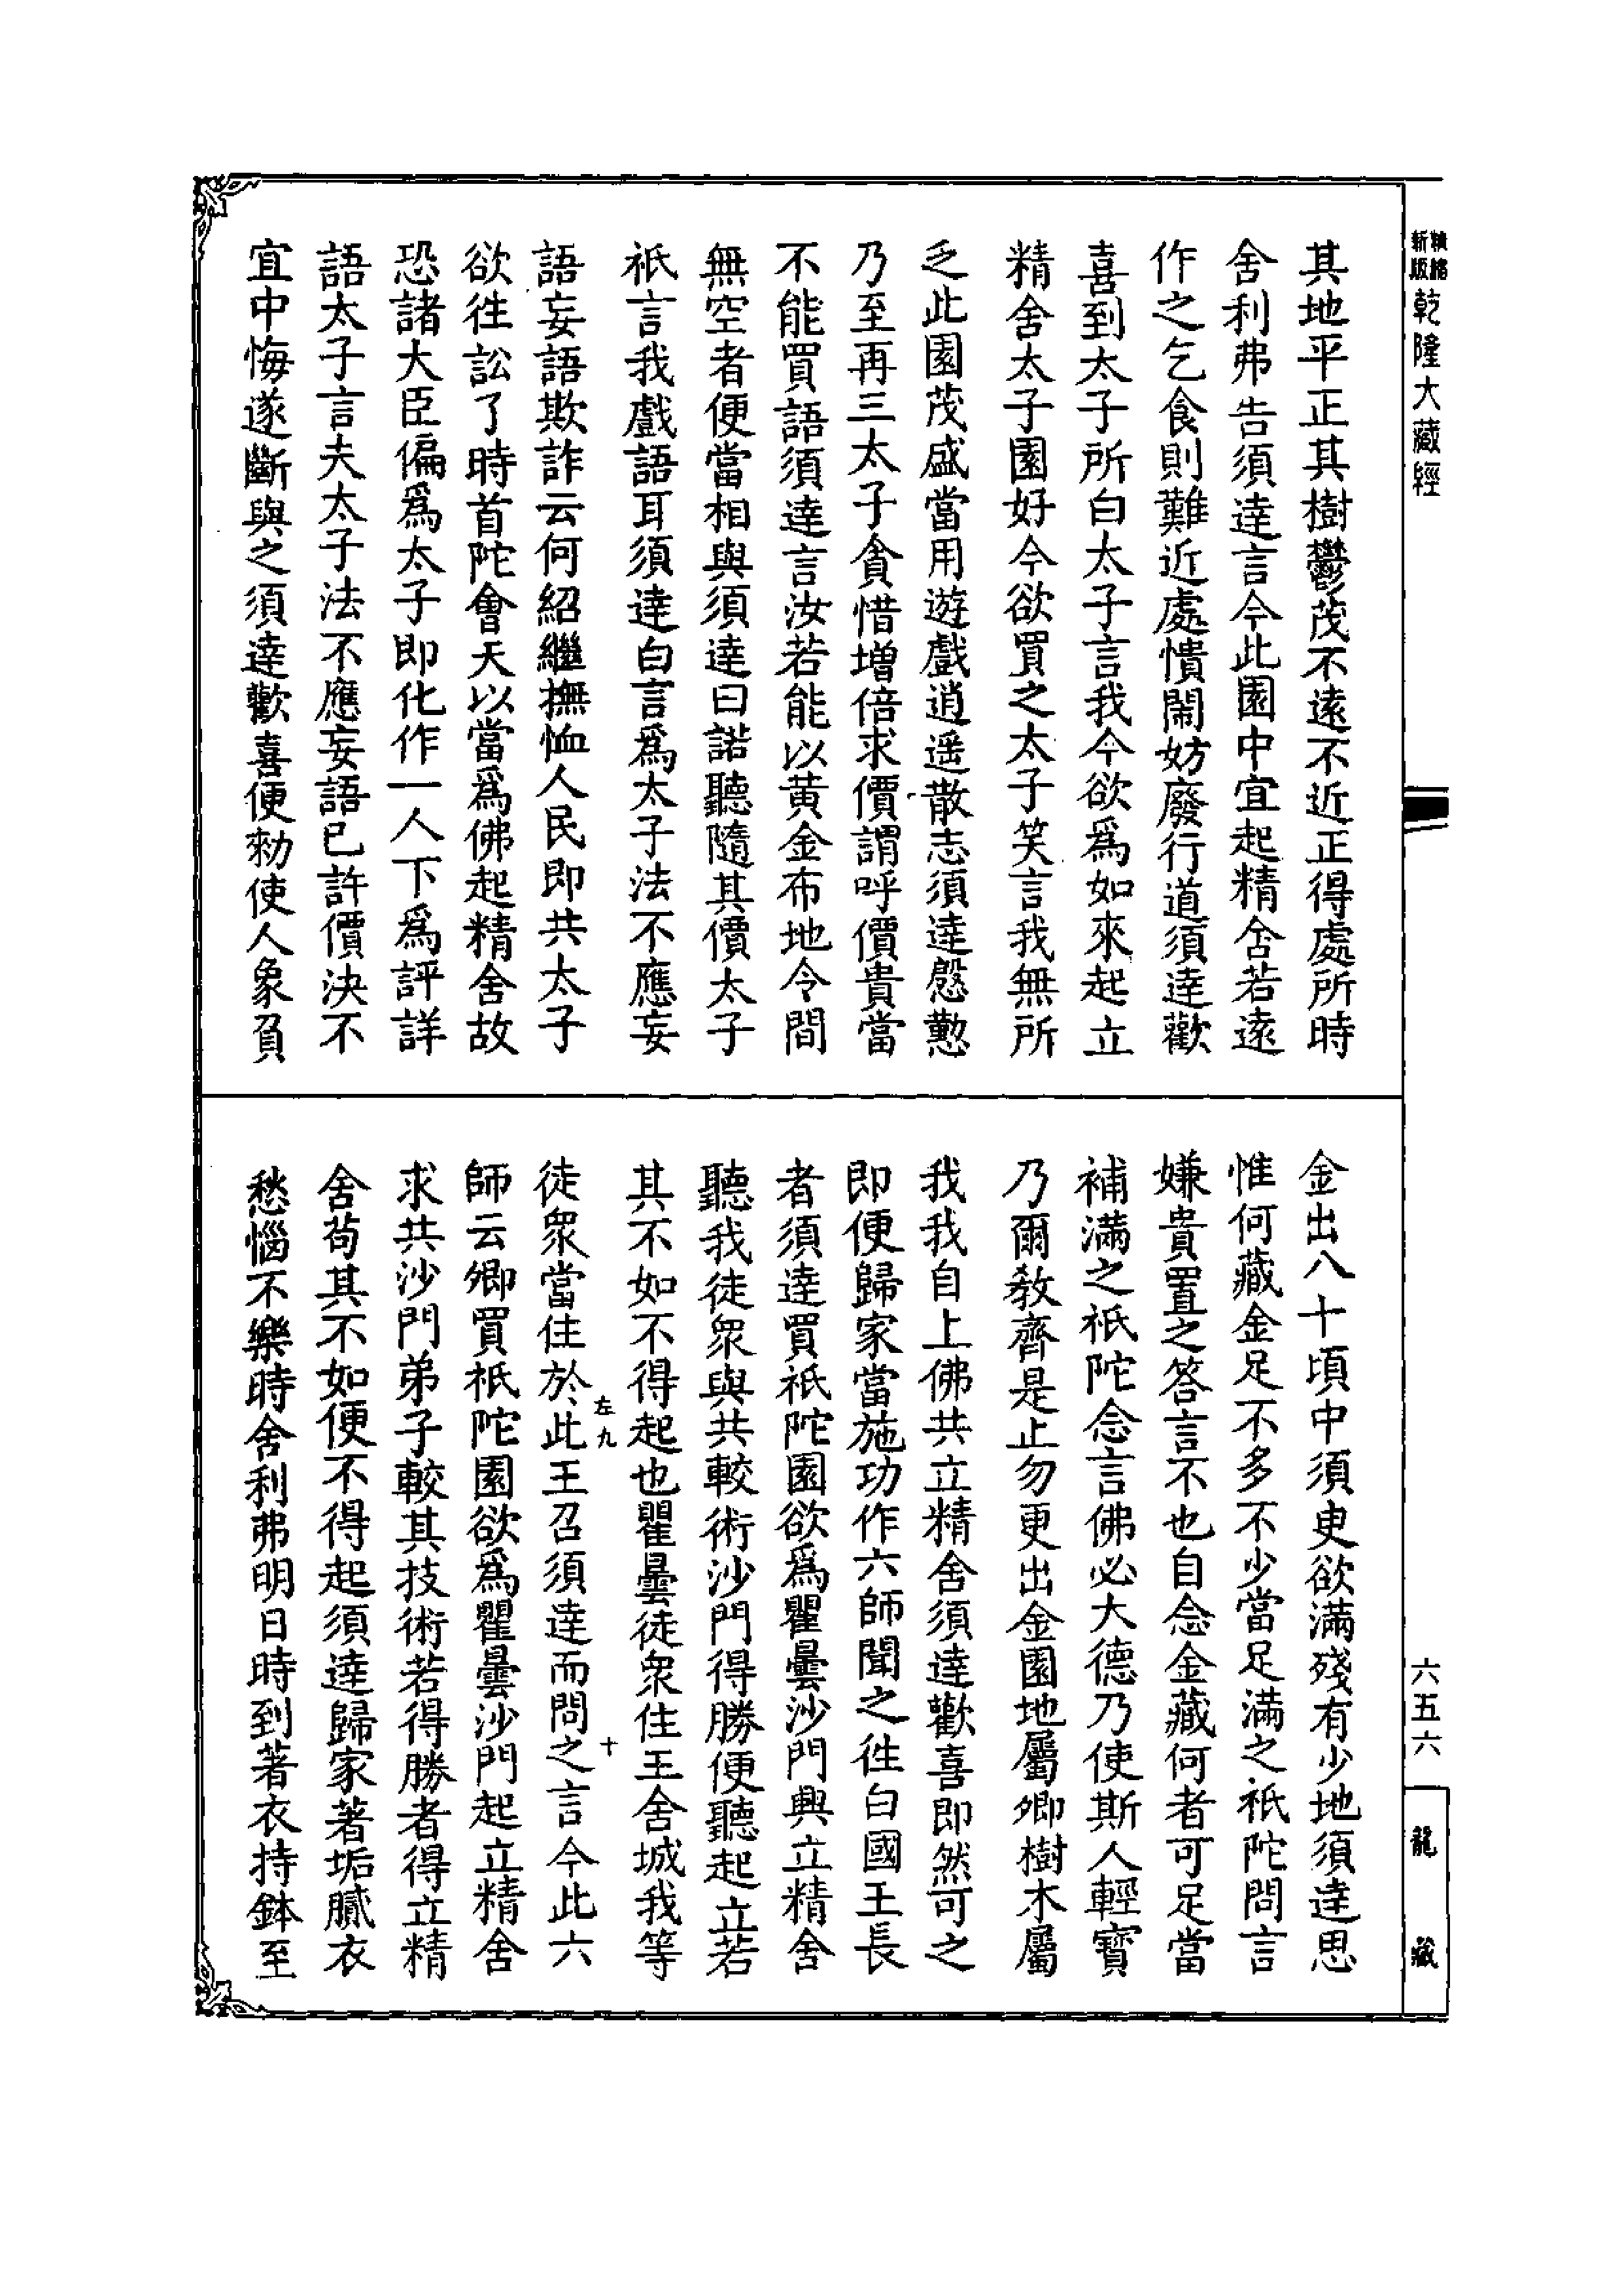 精縮
新版
乾隆大藏經
其地平正其樹鬱茂不遠不近正得處所時
舍利弗告須達言今此園中宜起精舍若遠
作之乞食則難近處憒閙妨廢行道須達歡
喜到太子所白太子言我今欲爲如來起立
精舍太子園好今欲買之太子笑言我無所
乏此園茂盛當用遊戲逍遥散志須達慇懃
乃至再三太子貪惜增倍求價謂呼價貴當
不能買語須達言汝若能以黄金布地令間
無空者便當相與須達曰諾聽隨其價太子
祇言我戲語耳須達白言爲太子法不應妄
語妄語欺詐云何紹繼撫恤人民即共太子
欲往訟了時首陀會天以當爲佛起精舍故
恐諸大臣偏爲太子即化作一人下爲評詳
語太子言夫太子法不應妄語已許價決不
宜中悔遂斷與之須達歡喜便勑使人象負
金出八十頃中須臾欲滿殘有少地須達思
惟何藏金足不多不少當足滿之祇陀問言
嫌貴置之答言不也自念金藏何者可足當
補滿之祇陀念言佛必大德乃使斯人輕寶
乃爾教齊是止勿更出金園地屬卿樹木屬
我我自上佛共立精舍須達歡喜即然可之
即便歸家當施功作六師聞之往白國王長
者須達買祇陀園欲爲瞿曇沙門興立精舍
聽我徒衆與共較術沙門得勝便聽起立若
其不如不得起也瞿曇徒衆住王舍城我等
徒衆當住於此王召須達而問之言今此六
左九
十
師云卿買祇陀園欲爲瞿曇沙門起立精舍
求共沙門弟子較其技術若得勝者得立精
舍苟其不如便不得起須達歸家著垢膩衣
愁惱不樂時舍利弗明日時到著衣持鉢至
六五六
龍藏